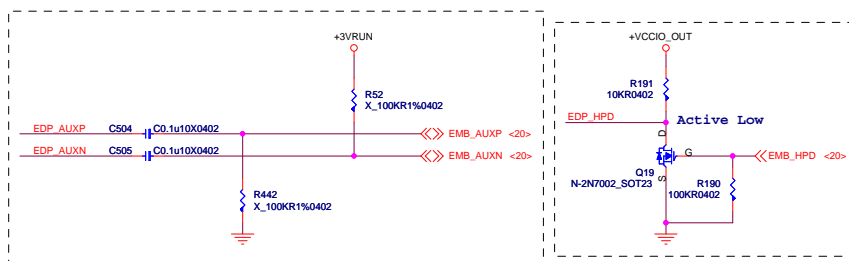 +3VRUN
R52
X_100KR1%0402
EDP_AUXP
C504
C0.1u10X0402
EMB_AUXP
<20>
EDP_AUXN
C505
C0.1u10X0402
EMB_AUXN
<20>
R442
X_100KR1%0402
+VCCIO_OUT
R191
10KR0402
EDP_HPD
Active Low
D
G
S
EMB_HPD
<20>
Q19
N-2N7002_SOT23
R190
100KR0402